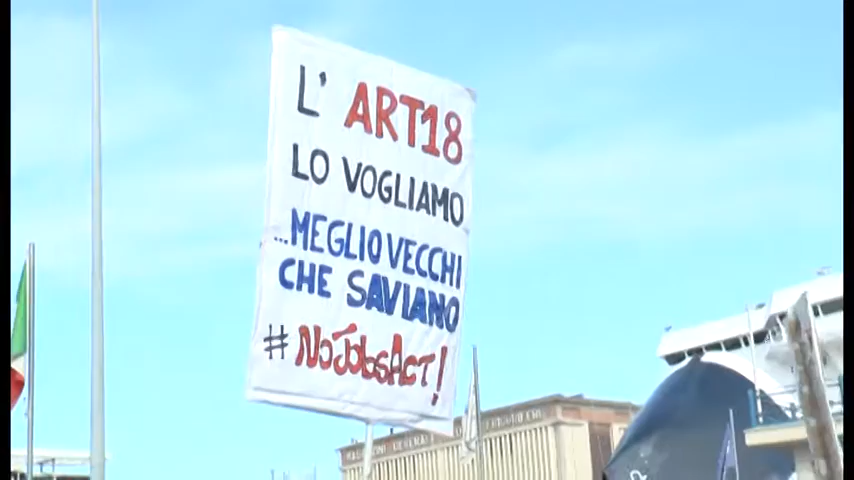 L' ART18
LO VOGLIAMO
...MEGLIO VECCHI
CHE SAVIANO
#NoJobsAct!